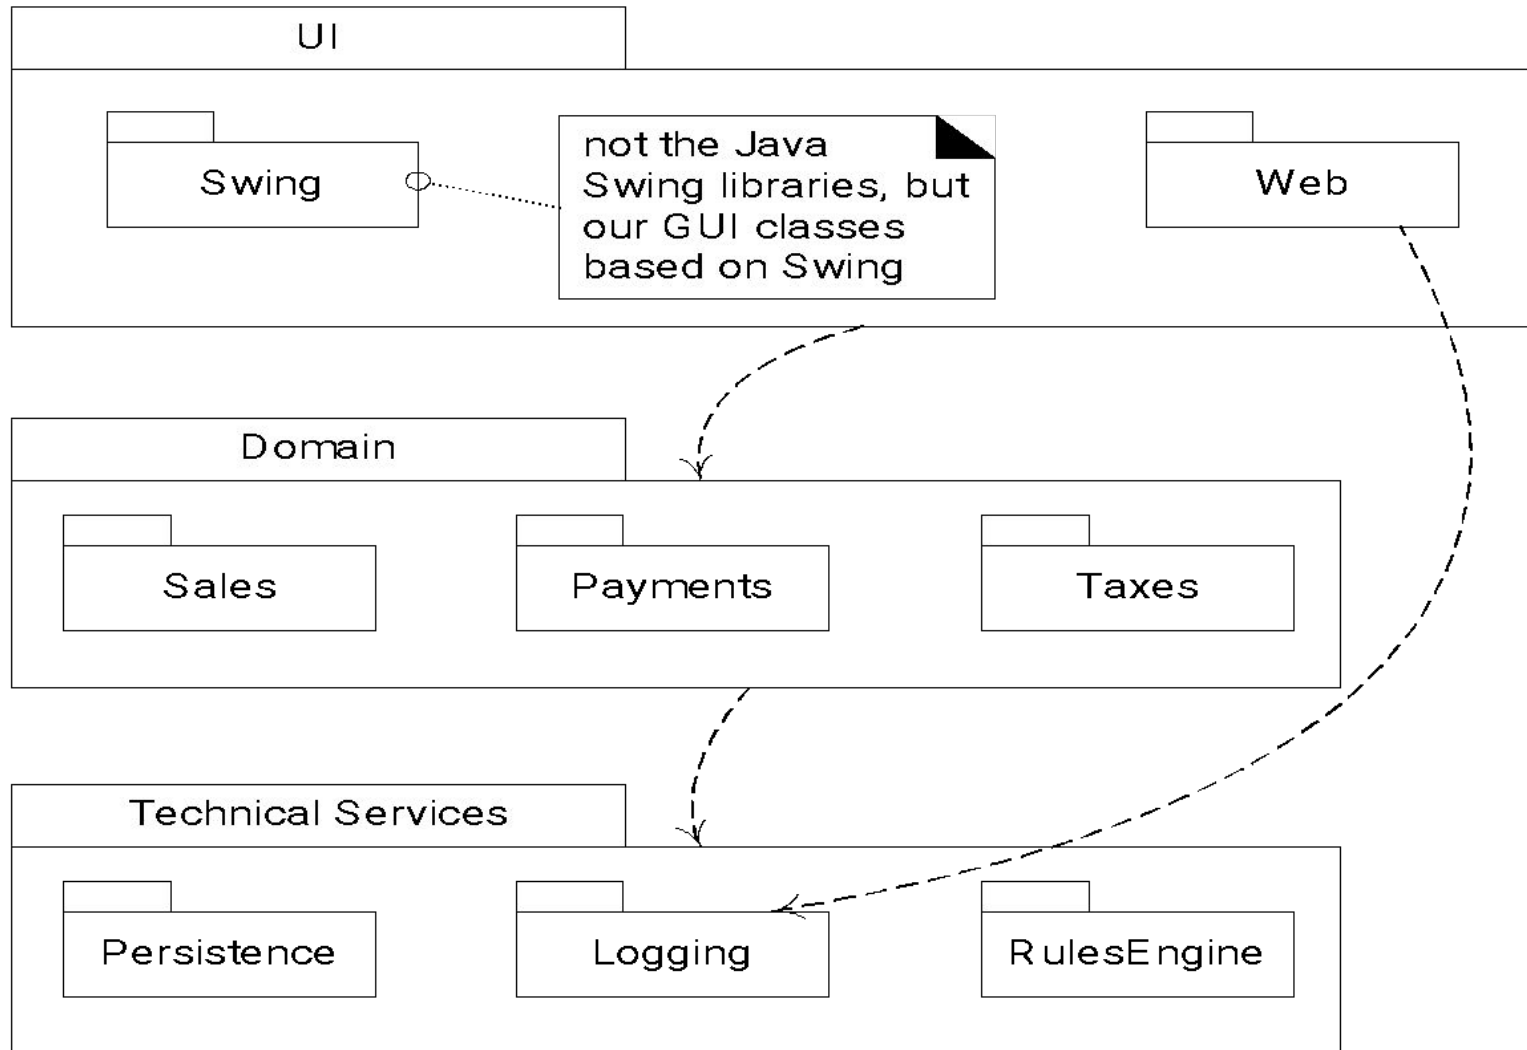 UI
Swing
not the Java
Swing libraries, but
our GUI classes
based on Swing
Web
Domain
Sales
Payments
Taxes
Technical Services
Persistence
Logging
RulesEngine